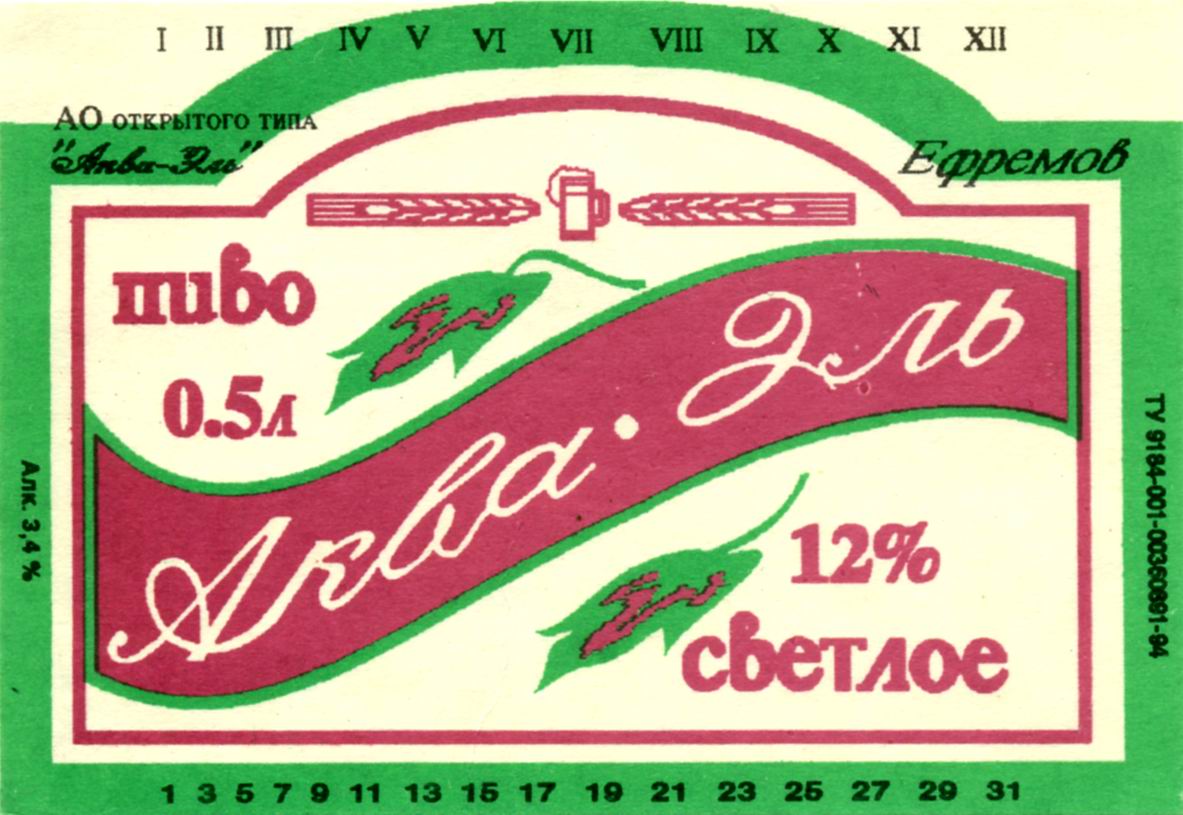 I II III IV V VI VII VIII IX X XI XII
АО ОТКРЫТОГО ТИПА
"Аква-Эль"
Ефремов
пиво
0.5л
Аква · Эль
12%
светлое
Алк. 3,4 %
ТУ 9184-001-00360691-94
1 3 5 7 9 11 13 15 17 19 21 23 25 27 29 31